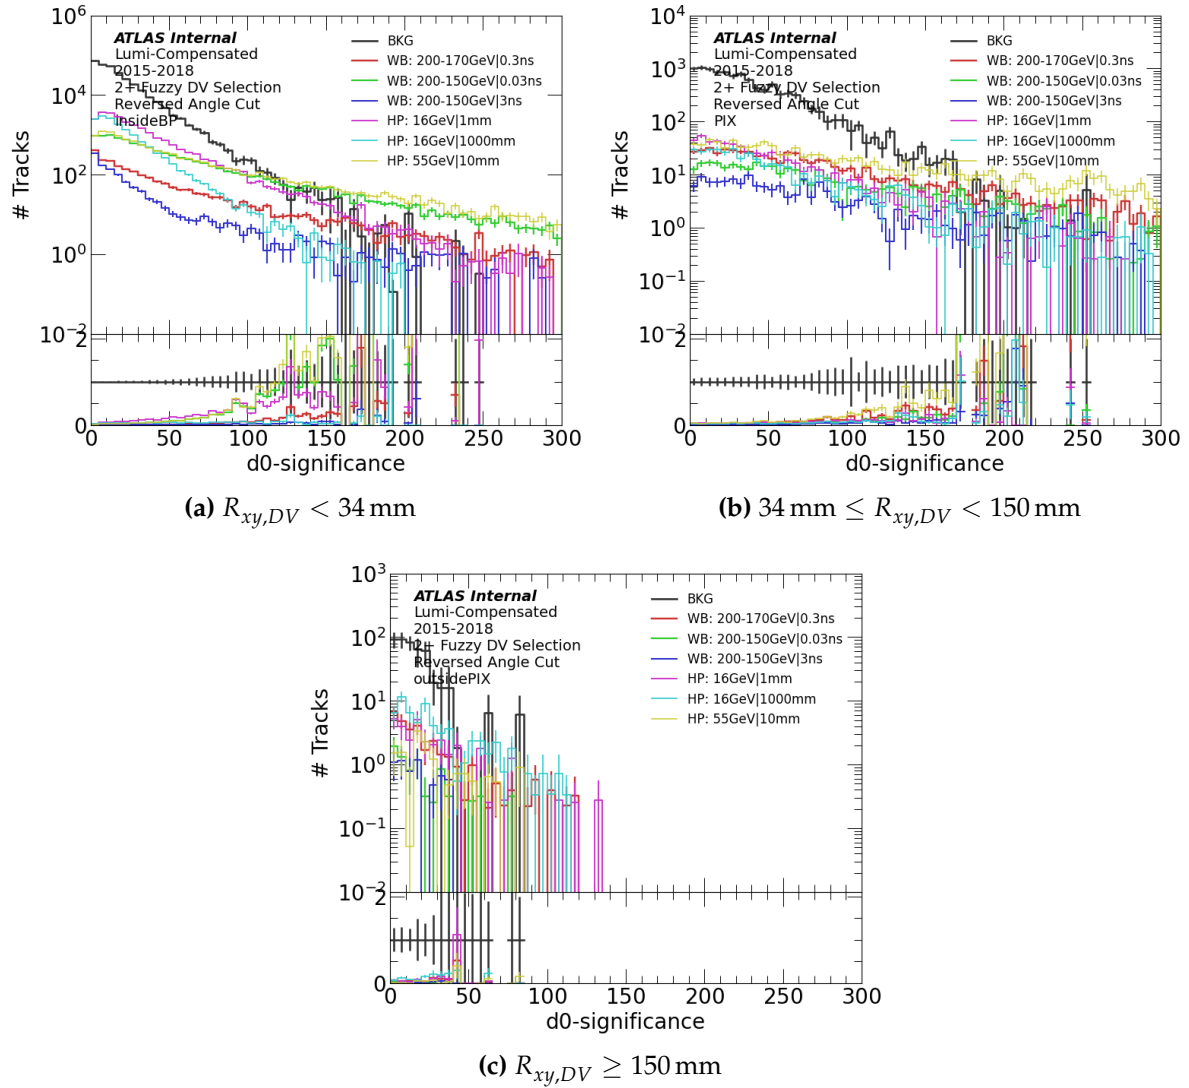 10^6
10^4
10^2
10^0
10^-2
# Tracks
ATLAS Internal
Lumi-Compensated
2015-2018
2+ Fuzzy DV Selection
Reversed Angle Cut
InsideBP
BKG
WB: 200-170GeV|0.3ns
WB: 200-150GeV|0.03ns
WB: 200-150GeV|3ns
HP: 16GeV|1mm
HP: 16GeV|1000mm
HP: 55GeV|10mm
2
0
0 50 100 150 200 250 300
d0-significance
(a) R_xy,DV < 34 mm
10^4
10^3
10^2
10^1
10^0
10^-1
10^-2
# Tracks
ATLAS Internal
Lumi-Compensated
2015-2018
2+ Fuzzy DV Selection
Reversed Angle Cut
PIX
BKG
WB: 200-170GeV|0.3ns
WB: 200-150GeV|0.03ns
WB: 200-150GeV|3ns
HP: 16GeV|1mm
HP: 16GeV|1000mm
HP: 55GeV|10mm
2
0
0 50 100 150 200 250 300
d0-significance
(b) 34 mm ≤ R_xy,DV < 150 mm
10^3
10^2
10^1
10^0
10^-1
10^-2
# Tracks
ATLAS Internal
Lumi-Compensated
2015-2018
2+ Fuzzy DV Selection
Reversed Angle Cut
outsidePIX
BKG
WB: 200-170GeV|0.3ns
WB: 200-150GeV|0.03ns
WB: 200-150GeV|3ns
HP: 16GeV|1mm
HP: 16GeV|1000mm
HP: 55GeV|10mm
2
0
0 50 100 150 200 250 300
d0-significance
(c) R_xy,DV ≥ 150 mm